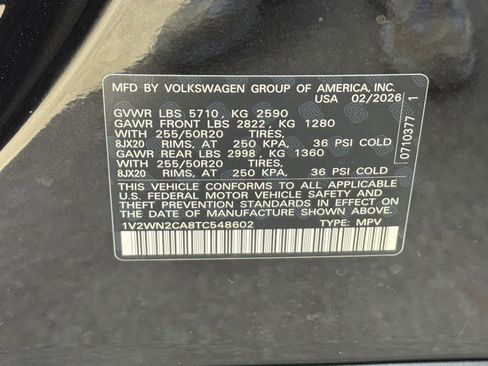 MFD BY VOLKSWAGEN GROUP OF AMERICA, INC.
USA 02/2026
GVWR LBS 5710, KG 2590
GAWR FRONT LBS 2822, KG 1280
WITH 255/50R20 TIRES,
8JX20 RIMS, AT 250 KPA, 36 PSI COLD
GAWR REAR LBS 2998, KG 1360
WITH 255/50R20 TIRES,
8JX20 RIMS, AT 250 KPA, 36 PSI COLD
THIS VEHICLE CONFORMS TO ALL APPLICABLE
U.S. FEDERAL MOTOR VEHICLE SAFETY AND
THEFT PREVENTION STANDARDS IN EFFECT ON
THE DATE OF MANUFACTURE SHOWN ABOVE.
1V2WN2CA8TC548602 TYPE: MPV
0710377 1